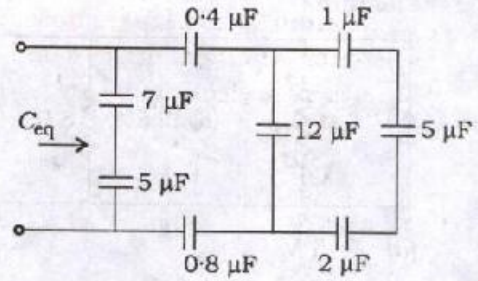 0·4 µF 1 µF
7 µF
C_eq 12 µF 5 µF
5 µF
0·8 µF 2 µF